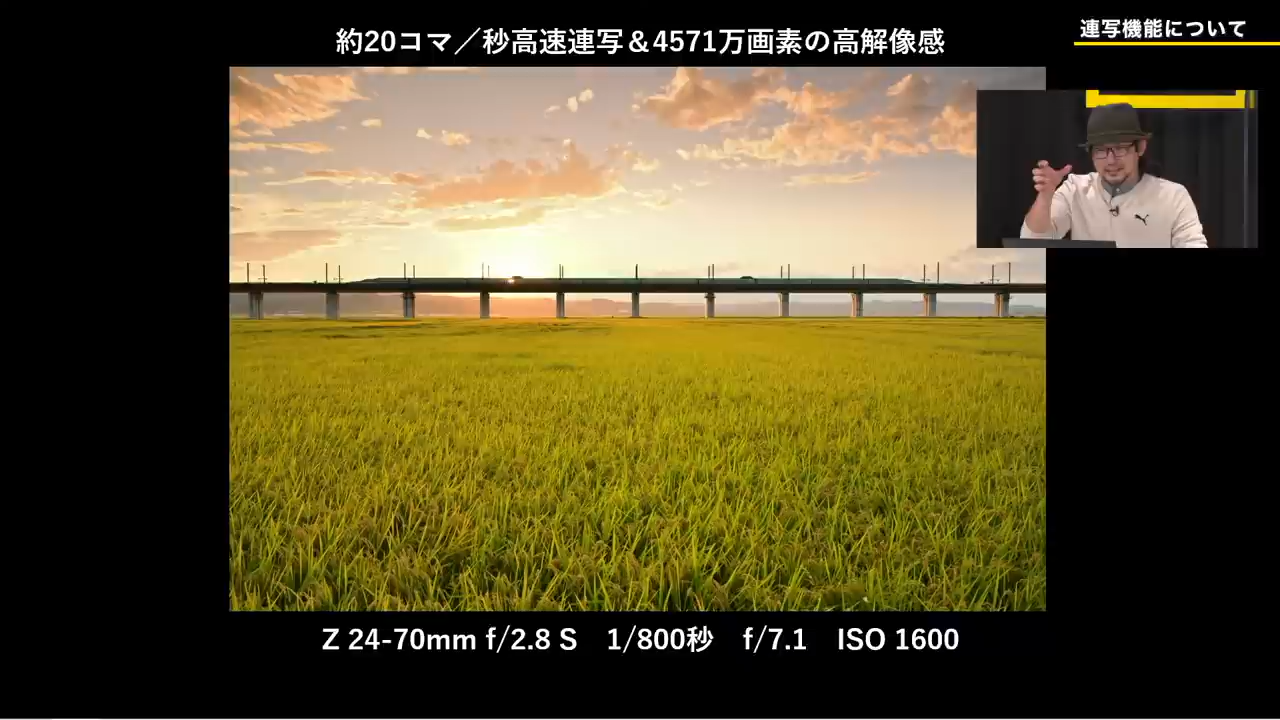 連写機能について
約20コマ／秒高速連写＆4571万画素の高解像感
Z 24-70mm f/2.8 S　1/800秒　f/7.1　ISO 1600